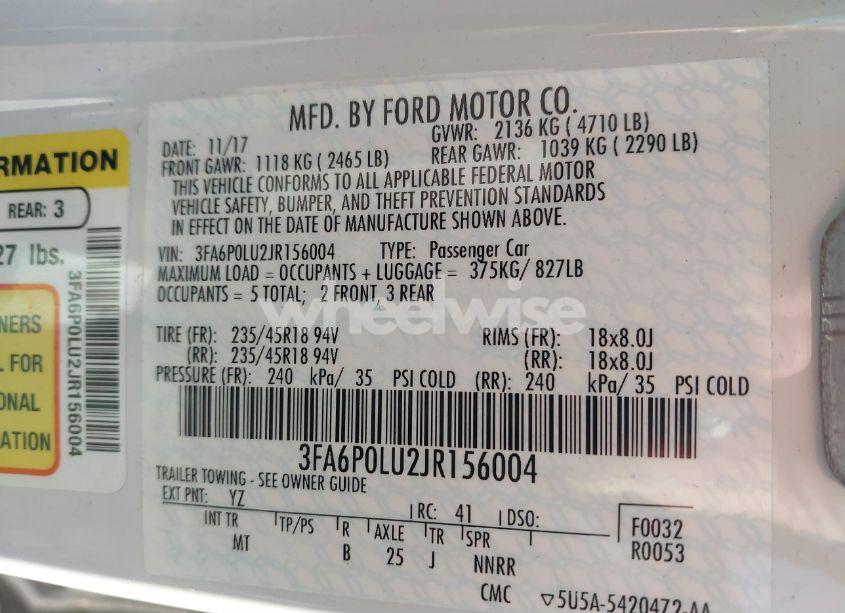 MFD. BY FORD MOTOR CO.
DATE: 11/17 GVWR: 2136 KG ( 4710 LB)
FRONT GAWR: 1118 KG ( 2465 LB) REAR GAWR: 1039 KG ( 2290 LB)
THIS VEHICLE CONFORMS TO ALL APPLICABLE FEDERAL MOTOR
VEHICLE SAFETY, BUMPER, AND THEFT PREVENTION STANDARDS
IN EFFECT ON THE DATE OF MANUFACTURE SHOWN ABOVE.
VIN: 3FA6P0LU2JR156004 TYPE: Passenger Car
MAXIMUM LOAD = OCCUPANTS + LUGGAGE = 375KG/ 827LB
OCCUPANTS = 5 TOTAL; 2 FRONT, 3 REAR
wheelwise
TIRE (FR): 235/45R18 94V RIMS (FR): 18x8.0J
(RR): 235/45R18 94V (RR): 18x8.0J
PRESSURE (FR): 240 kPa/ 35 PSI COLD (RR): 240 kPa/ 35 PSI COLD
3FA6P0LU2JR156004
TRAILER TOWING - SEE OWNER GUIDE
EXT PNT: YZ RC: 41 DSO:
INT TR TP/PS R AXLE TR SPR
MT B 25 J NNRR
F0032
R0053
CMC 5U5A-5420472-AA
ORMATION
REAR: 3
27 lbs.
NERS
L FOR
ONAL
ATION
3FA6P0LU2JR156004